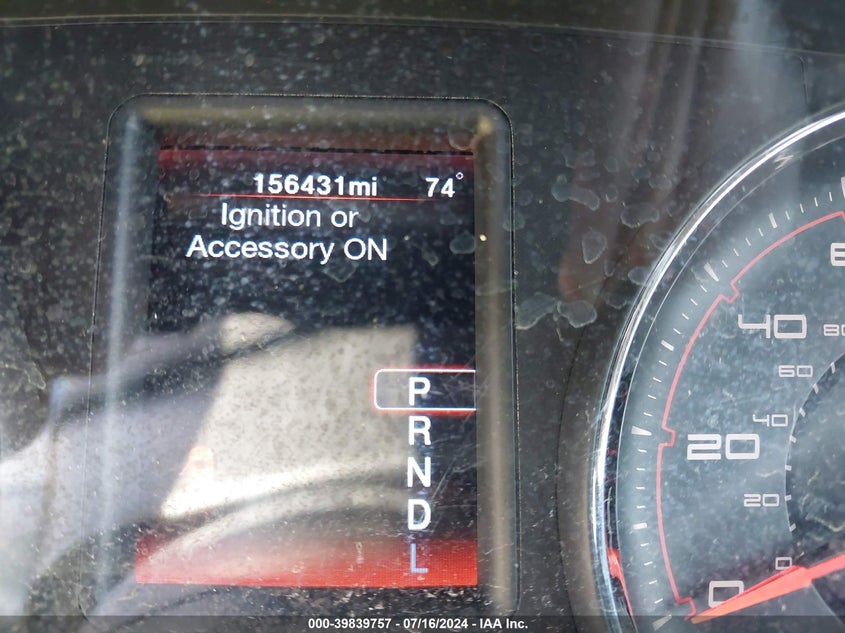 156431mi 74°
Ignition or
Accessory ON
P
R
N
D
L
40
80
60
40
20
20
0
0
000-39839757 - 07/16/2024 - IAA Inc.